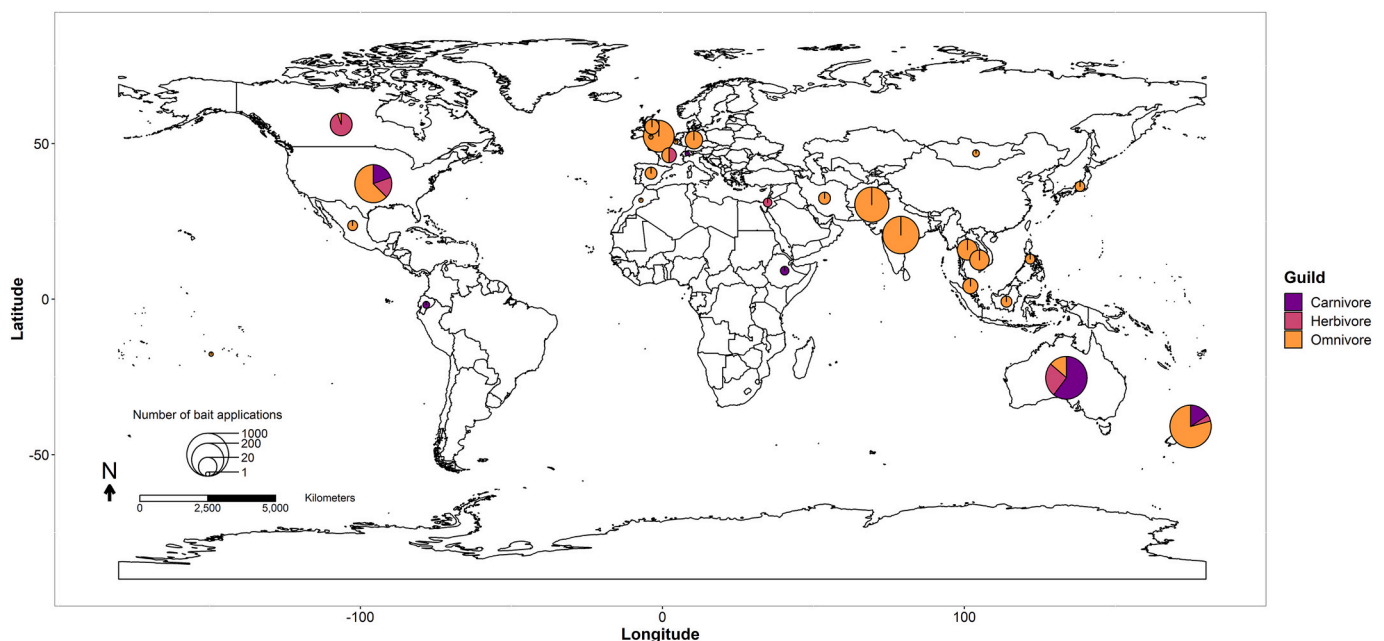 Latitude
50
0
-50
Number of bait applications
1000
200
20
1
N
Kilometers
0
2,500
5,000
Guild
Carnivore
Herbivore
Omnivore
-100
0
100
Longitude